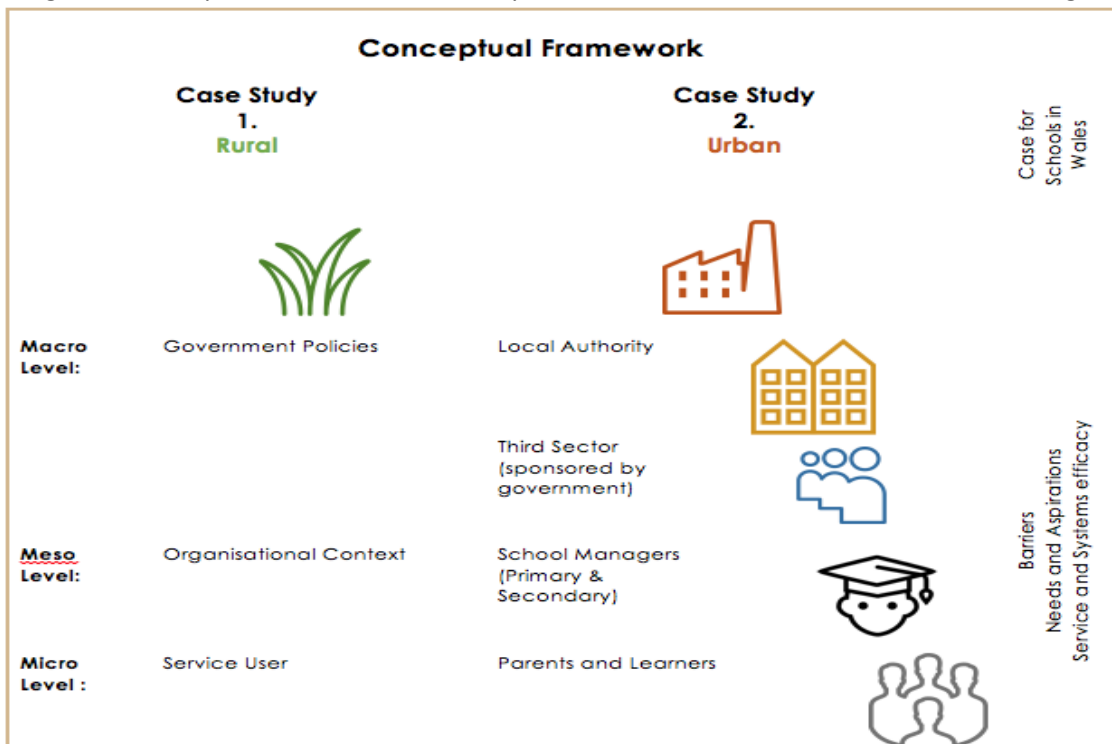 Conceptual Framework
Case Study
1.
Rural
Case Study
2.
Urban
Case for
Schools in
Wales
Macro
Level:
Government Policies
Local Authority
Third Sector
(sponsored by
government)
Meso
Level:
Organisational Context
School Managers
(Primary &
Secondary)
Micro
Level :
Service User
Parents and Learners
Barriers
Needs and Aspirations
Service and Systems efficacy